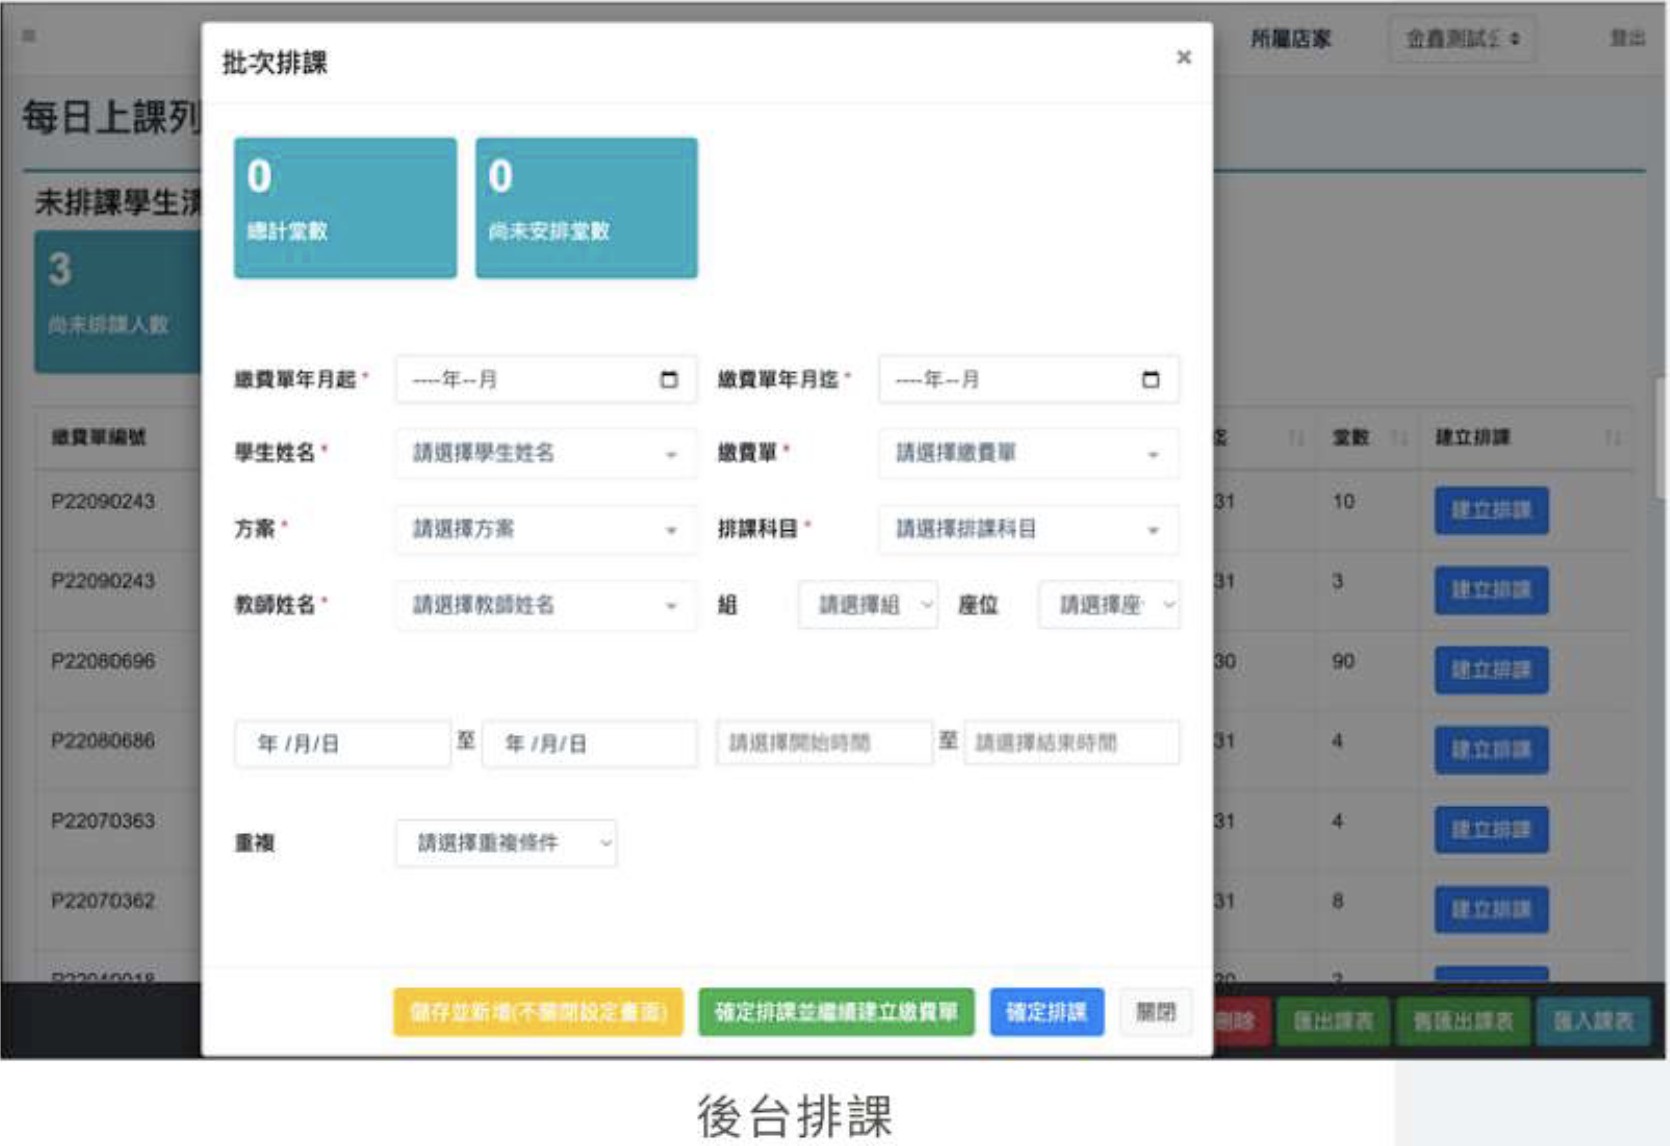 批次排課
×
所屬店家
登出
每日上課列
未排課學生清
0
總計堂數
0
尚未安排堂數
3
尚未排課人數
繳費單年月起 *
----年--月
繳費單年月迄 *
----年--月
學生姓名 *
請選擇學生姓名
繳費單 *
請選擇繳費單
方案 *
請選擇方案
排課科目 *
請選擇排課科目
教師姓名 *
請選擇教師姓名
組
請選擇組
座位
請選擇座
年 /月/日
至
年 /月/日
請選擇開始時間
至
請選擇結束時間
重複
請選擇重複條件
繳費單編號
迄
堂數
建立排課
P22090243
31
10
建立排課
P22090243
31
3
建立排課
P22080696
30
90
建立排課
P22080686
31
4
建立排課
P22070363
31
4
建立排課
P22070362
31
8
建立排課
儲存並新增(不關閉設定畫面)
確定排課並繼續建立繳費單
確定排課
關閉
刪除
匯出課表
舊匯出課表
匯入課表
後台排課